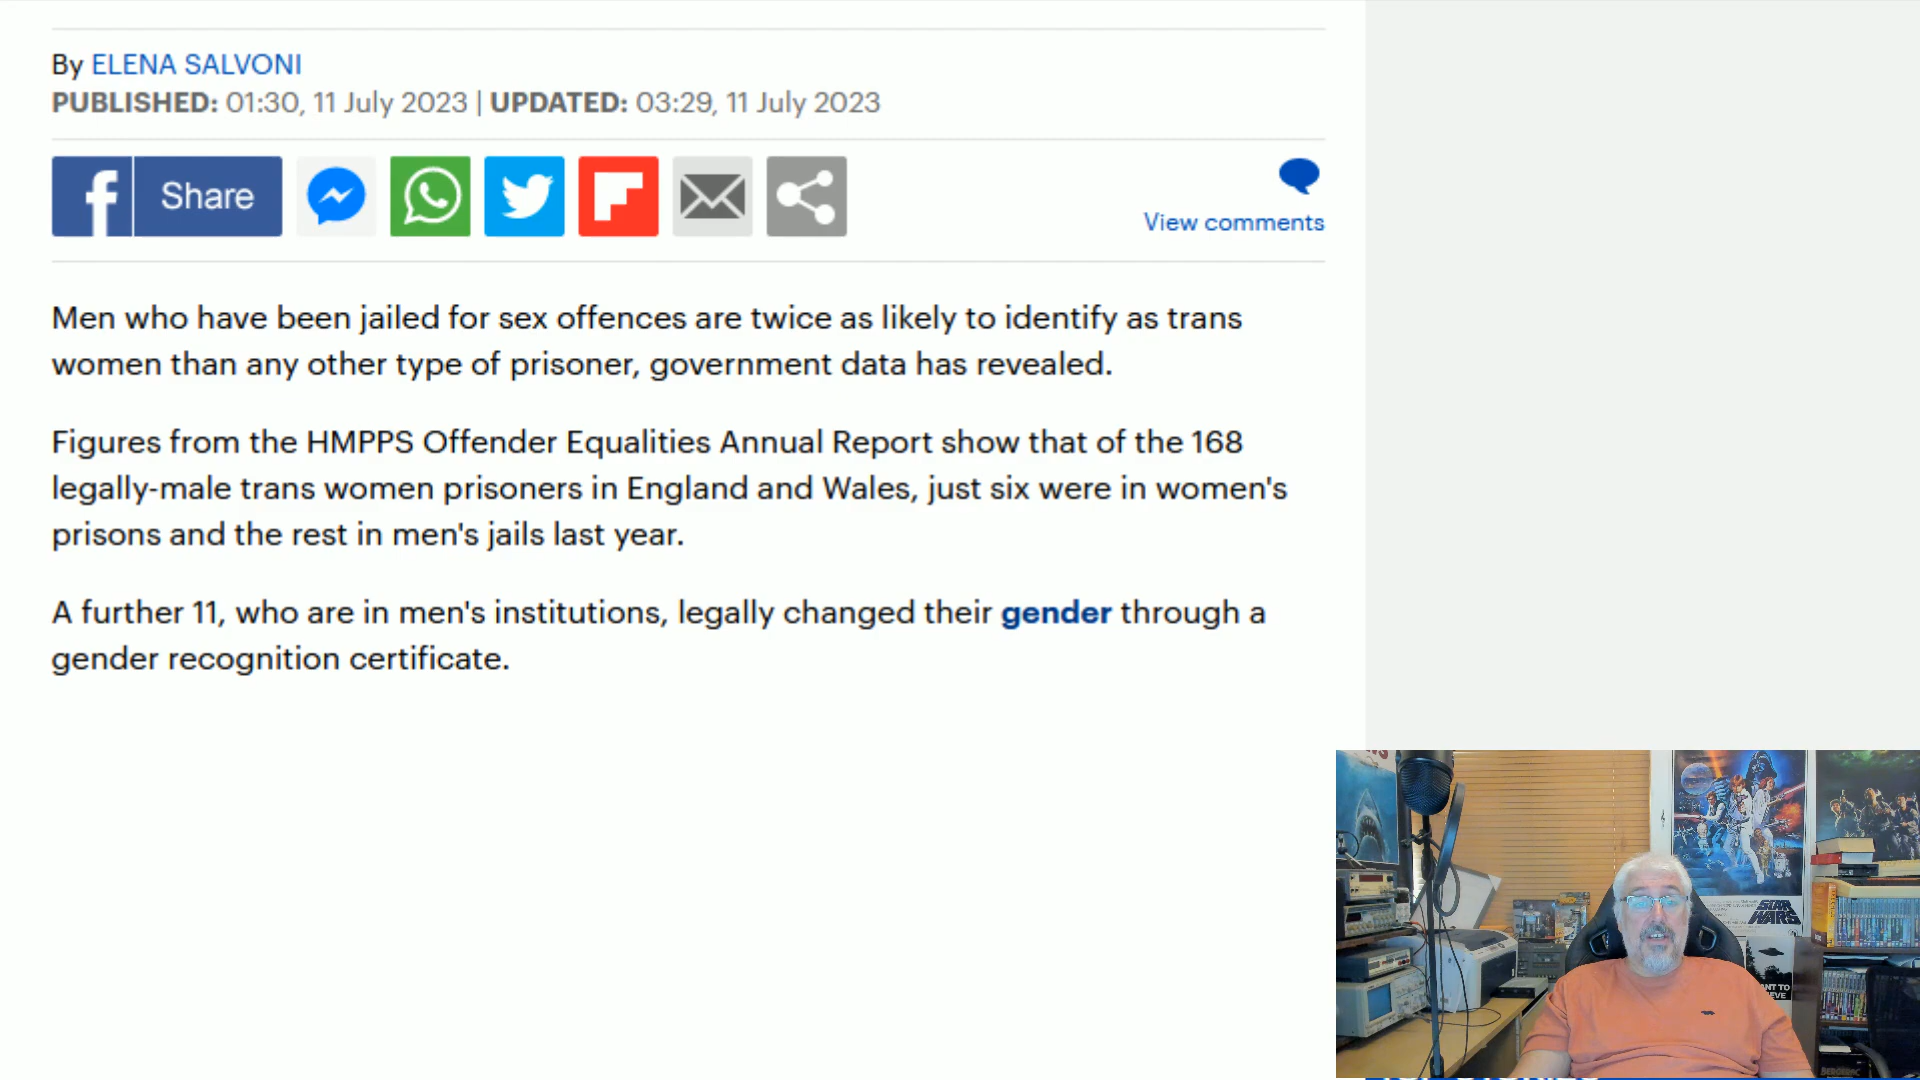 By ELENA SALVONI
PUBLISHED: 01:30, 11 July 2023 | UPDATED: 03:29, 11 July 2023
Share
View comments
Men who have been jailed for sex offences are twice as likely to identify as trans
women than any other type of prisoner, government data has revealed.
Figures from the HMPPS Offender Equalities Annual Report show that of the 168
legally-male trans women prisoners in England and Wales, just six were in women's
prisons and the rest in men's jails last year.
A further 11, who are in men's institutions, legally changed their gender through a
gender recognition certificate.
STAR
WARS